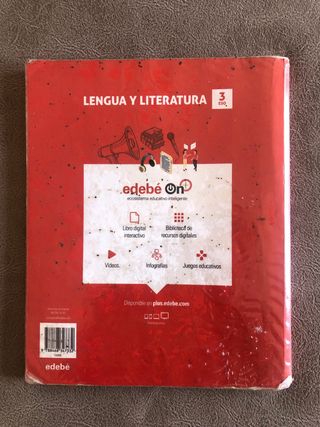 LENGUA Y LITERATURA
3
ESO
edebé On
ecosistema educativo inteligente
Libro digital
interactivo
Biblioteca de
recursos digitales
Vídeos
Infografías
Juegos educativos
Disponible en plus.edebe.com
edebé